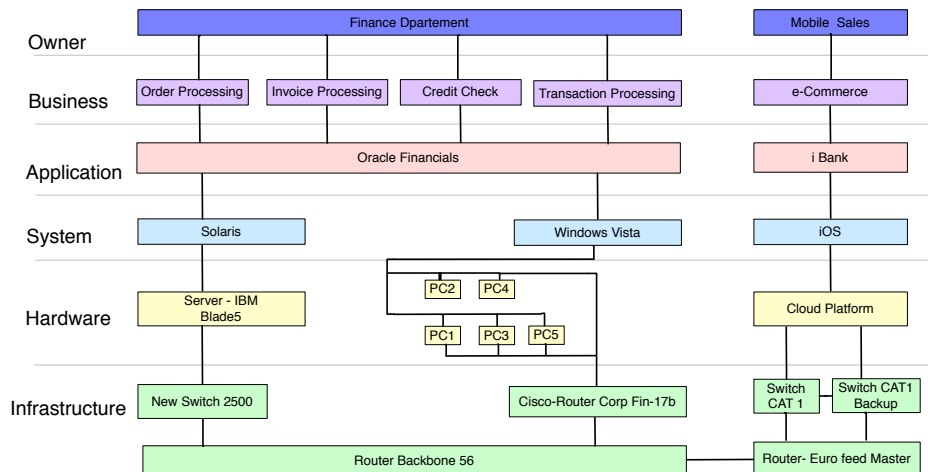 Finance Dpartement
Mobile Sales
Owner
Order Processing
Invoice Processing
Credit Check
Transaction Processing
e-Commerce
Business
Oracle Financials
i Bank
Application
Solaris
Windows Vista
iOS
System
PC2
PC4
Server - IBM
Blade5
Cloud Platform
Hardware
PC1
PC3
PC5
New Switch 2500
Cisco-Router Corp Fin-17b
Switch
CAT 1
Switch CAT1
Backup
Infrastructure
Router Backbone 56
Router- Euro feed Master